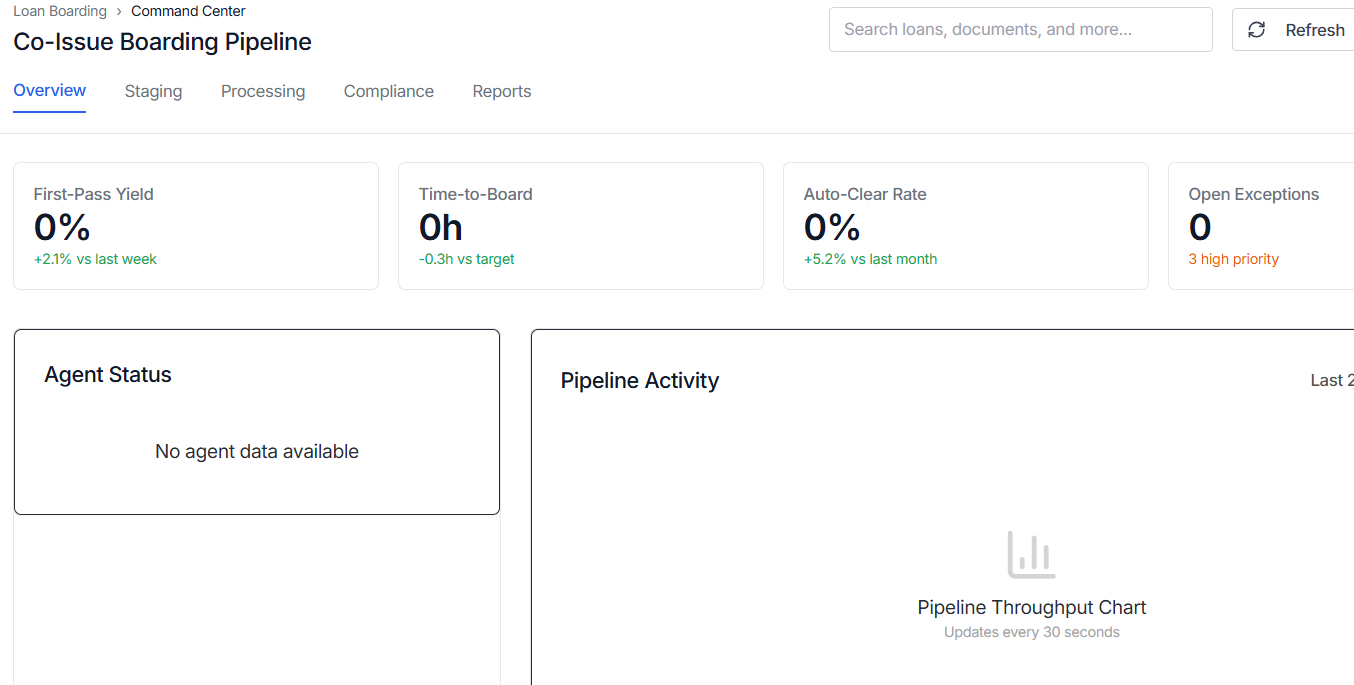 Loan Boarding › Command Center
Co-Issue Boarding Pipeline
Search loans, documents, and more...
Refresh
Overview
Staging
Processing
Compliance
Reports
First-Pass Yield
0%
+2.1% vs last week
Time-to-Board
0h
-0.3h vs target
Auto-Clear Rate
0%
+5.2% vs last month
Open Exceptions
0
3 high priority
Agent Status
No agent data available
Pipeline Activity
Last 2
Pipeline Throughput Chart
Updates every 30 seconds